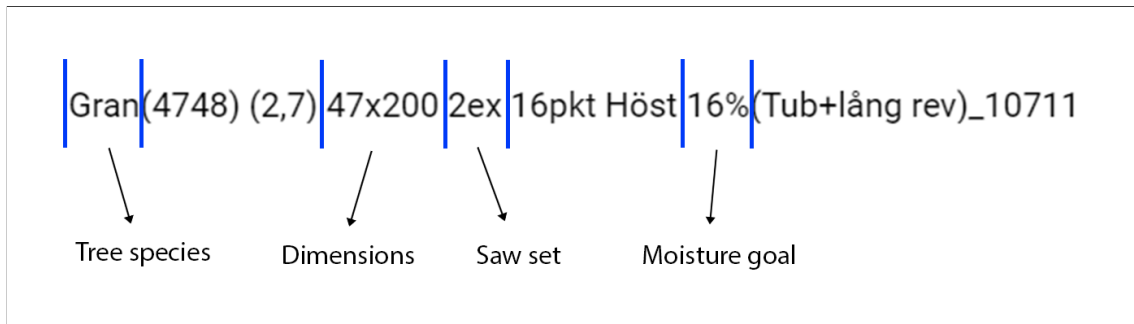 Gran(4748) (2,7) 47x200 2ex 16pkt Höst 16%(Tub+lång rev)_10711
Tree species Dimensions Saw set Moisture goal